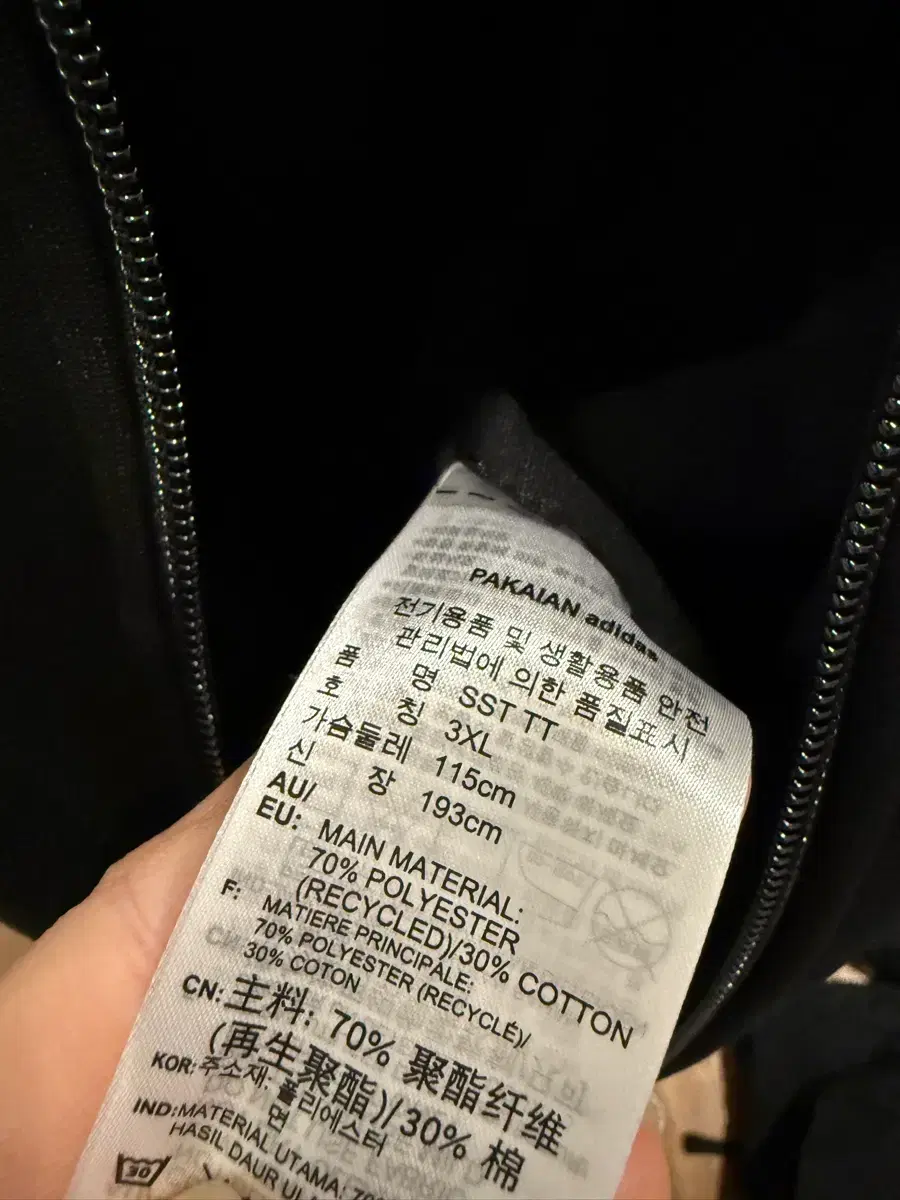 PAKAIAN adidas
전기용품 및 생활용품 안전
관리법에 의한 품질표시
품 명 SST TT
호 칭 3XL
가슴둘레 115cm
신 장 193cm
AU/
EU: MAIN MATERIAL:
70% POLYESTER
(RECYCLED)/30% COTTON
F: MATIERE PRINCIPALE:
70% POLYESTER (RECYCLÉ)/
30% COTON
CN: 主料: 70% 聚酯纤维
(再生聚酯)/30% 棉
KOR: 주소재: 폴리에스터
면
IND: MATERIAL UTAMA: 70%
HASIL DAUR
30